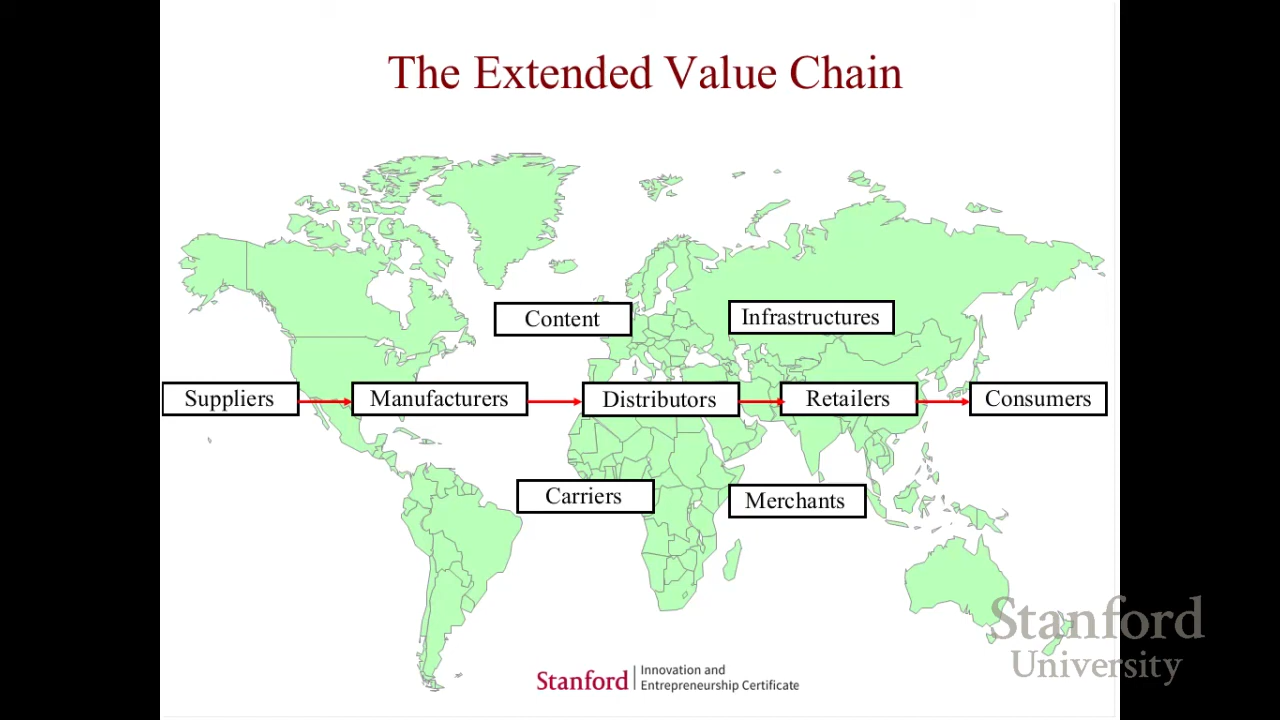 The Extended Value Chain
Content
Infrastructures
Suppliers
Manufacturers
Distributors
Retailers
Consumers
Carriers
Merchants
Stanford
University
Stanford
Innovation and
Entrepreneurship Certificate